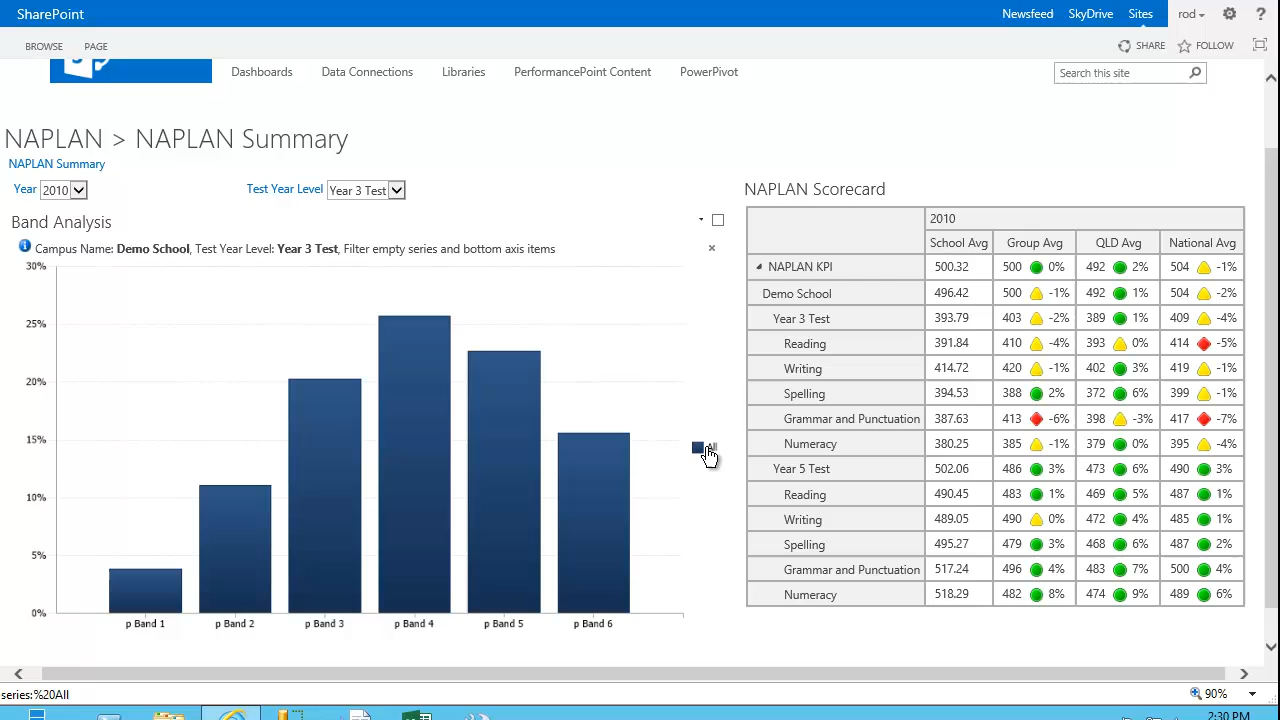 SharePoint Newsfeed SkyDrive Sites rod ?
BROWSE PAGE SHARE FOLLOW
Dashboards Data Connections Libraries PerformancePoint Content PowerPivot Search this site
NAPLAN > NAPLAN Summary
NAPLAN Summary
Year 2010 Test Year Level Year 3 Test
Band Analysis
Campus Name: Demo School, Test Year Level: Year 3 Test, Filter empty series and bottom axis items
30%
25%
20%
15%
10%
5%
0%
p Band 1 p Band 2 p Band 3 p Band 4 p Band 5 p Band 6
NAPLAN Scorecard
2010
School Avg Group Avg QLD Avg National Avg
NAPLAN KPI 500.32 500 0% 492 2% 504 -1%
Demo School 496.42 500 -1% 492 1% 504 -2%
Year 3 Test 393.79 403 -2% 389 1% 409 -4%
Reading 391.84 410 -4% 393 0% 414 -5%
Writing 414.72 420 -1% 402 3% 419 -1%
Spelling 394.53 388 2% 372 6% 399 -1%
Grammar and Punctuation 387.63 413 -6% 398 -3% 417 -7%
Numeracy 380.25 385 -1% 379 0% 395 -4%
Year 5 Test 502.06 486 3% 473 6% 490 3%
Reading 490.45 483 1% 469 5% 487 1%
Writing 489.05 490 0% 472 4% 485 1%
Spelling 495.27 479 3% 468 6% 487 2%
Grammar and Punctuation 517.24 496 4% 483 7% 500 4%
Numeracy 518.29 482 8% 474 9% 489 6%
series:%20All 90%
2:30 PM